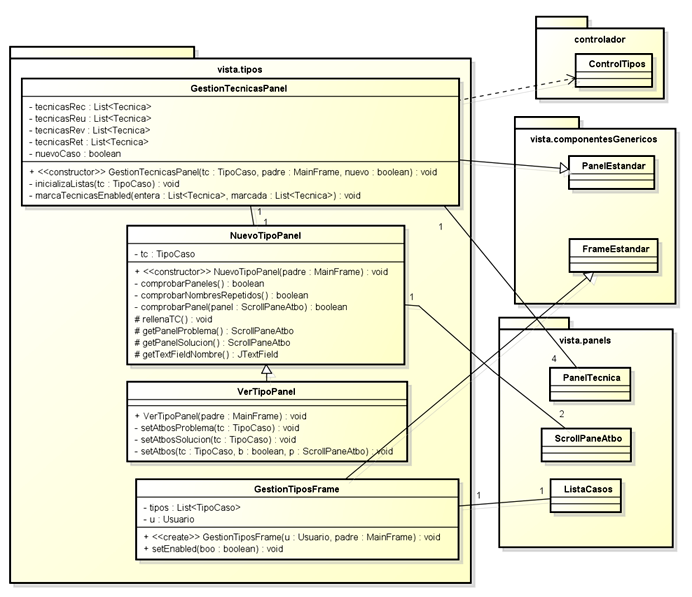 vista.tipos
GestionTecnicasPanel
- tecnicasRec : List<Tecnica>
- tecnicasReu : List<Tecnica>
- tecnicasRev : List<Tecnica>
- tecnicasRet : List<Tecnica>
- nuevoCaso : boolean
+ <<constructor>> GestionTecnicasPanel(tc : TipoCaso, padre : MainFrame, nuevo : boolean) : void
- inicializaListas(tc : TipoCaso) : void
- marcaTecnicasEnabled(entera : List<Tecnica>, marcada : List<Tecnica>) : void
1
1
NuevoTipoPanel
- tc : TipoCaso
+ <<constructor>> NuevoTipoPanel(padre : MainFrame) : void
- comprobarPaneles() : boolean
- comprobarNombresRepetidos() : boolean
- comprobarPanel(panel : ScrollPaneAtbo) : boolean
# rellenaTC() : void
# getPanelProblema() : ScrollPaneAtbo
# getPanelSolucion() : ScrollPaneAtbo
# getTextFieldNombre() : JTextField
VerTipoPanel
+ VerTipoPanel(padre : MainFrame) : void
- setAtbosProblema(tc : TipoCaso) : void
- setAtbosSolucion(tc : TipoCaso) : void
- setAtbos(tc : TipoCaso, b : boolean, p : ScrollPaneAtbo) : void
GestionTiposFrame
- tipos : List<TipoCaso>
- u : Usuario
+ <<create>> GestionTiposFrame(u : Usuario, padre : MainFrame) : void
+ setEnabled(boo : boolean) : void
controlador
ControlTipos
vista.componentesGenericos
PanelEstandar
FrameEstandar
1
1
vista.panels
4
PanelTecnica
2
ScrollPaneAtbo
1
1
ListaCasos